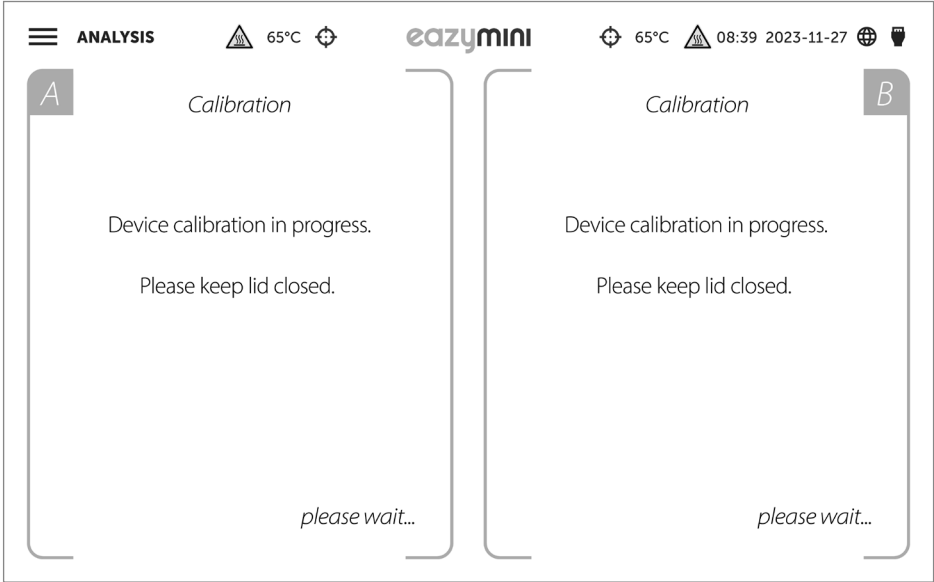 ANALYSIS 65°C eazymini 65°C 08:39 2023-11-27
A
Calibration
Device calibration in progress.
Please keep lid closed.
please wait...
B
Calibration
Device calibration in progress.
Please keep lid closed.
please wait...